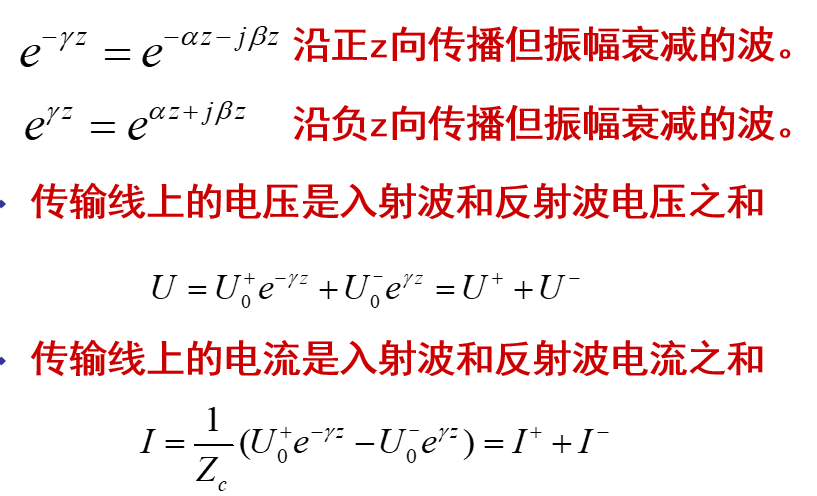 e^{-γz} = e^{-αz-jβz} 沿正z向传播但振幅衰减的波。
e^{γz} = e^{αz+jβz} 沿负z向传播但振幅衰减的波。
传输线上的电压是入射波和反射波电压之和
U = U_0^+ e^{-γz} + U_0^- e^{γz} = U^+ + U^-
传输线上的电流是入射波和反射波电流之和
I = \frac{1}{Z_c} (U_0^+ e^{-γz} - U_0^- e^{γz}) = I^+ + I^-